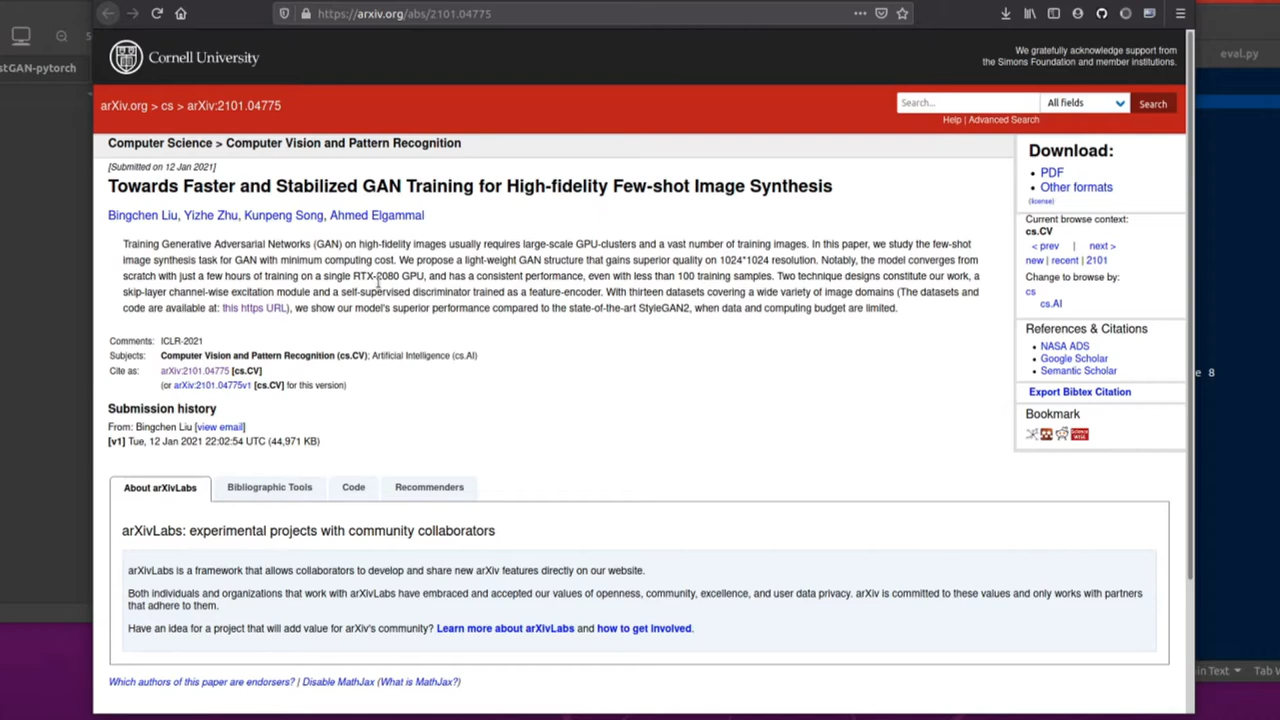 https://arxiv.org/abs/2101.04775
stGAN-pytorch
eval.py
Cornell University
We gratefully acknowledge support from
the Simons Foundation and member institutions.
arXiv.org > cs > arXiv:2101.04775
Search...
All fields
Search
Help | Advanced Search
Computer Science > Computer Vision and Pattern Recognition
[Submitted on 12 Jan 2021]
Towards Faster and Stabilized GAN Training for High-fidelity Few-shot Image Synthesis
Bingchen Liu, Yizhe Zhu, Kunpeng Song, Ahmed Elgammal
Training Generative Adversarial Networks (GAN) on high-fidelity images usually requires large-scale GPU-clusters and a vast number of training images. In this paper, we study the few-shot
image synthesis task for GAN with minimum computing cost. We propose a light-weight GAN structure that gains superior quality on 1024*1024 resolution. Notably, the model converges from
scratch with just a few hours of training on a single RTX-2080 GPU, and has a consistent performance, even with less than 100 training samples. Two technique designs constitute our work, a
skip-layer channel-wise excitation module and a self-supervised discriminator trained as a feature-encoder. With thirteen datasets covering a wide variety of image domains (The datasets and
code are available at: this https URL), we show our model's superior performance compared to the state-of-the-art StyleGAN2, when data and computing budget are limited.
Comments: ICLR-2021
Subjects: Computer Vision and Pattern Recognition (cs.CV); Artificial Intelligence (cs.AI)
Cite as: arXiv:2101.04775 [cs.CV]
(or arXiv:2101.04775v1 [cs.CV] for this version)
Submission history
From: Bingchen Liu [view email]
[v1] Tue, 12 Jan 2021 22:02:54 UTC (44,971 KB)
Download:
PDF
Other formats
(license)
Current browse context:
cs.CV
< prev | next >
new | recent | 2101
Change to browse by:
cs
cs.AI
References & Citations
NASA ADS
Google Scholar
Semantic Scholar
Export Bibtex Citation
Bookmark
e 8
About arXivLabs
Bibliographic Tools
Code
Recommenders
arXivLabs: experimental projects with community collaborators
arXivLabs is a framework that allows collaborators to develop and share new arXiv features directly on our website.
Both individuals and organizations that work with arXivLabs have embraced and accepted our values of openness, community, excellence, and user data privacy. arXiv is committed to these values and only works with partners
that adhere to them.
Have an idea for a project that will add value for arXiv's community? Learn more about arXivLabs and how to get involved.
Which authors of this paper are endorsers? | Disable MathJax (What is MathJax?)
in Text
Tab W